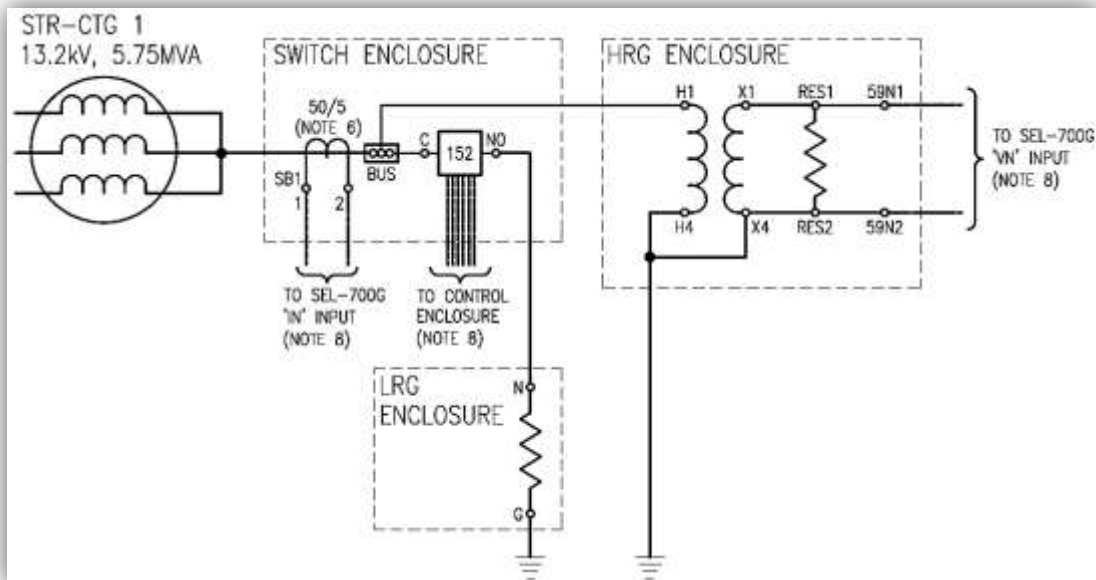 STR-CTG 1
13.2kV, 5.75MVA
SWITCH ENCLOSURE
50/5
(NOTE 6)
C
NO
152
BUS
SB1
1
2
TO SEL-700G
'IN' INPUT
(NOTE 8)
TO CONTROL
ENCLOSURE
(NOTE 8)
HRG ENCLOSURE
H1
X1
RES1
59N1
H4
X4
RES2
59N2
TO SEL-700G
'VN' INPUT
(NOTE 8)
LRG
ENCLOSURE
N
G